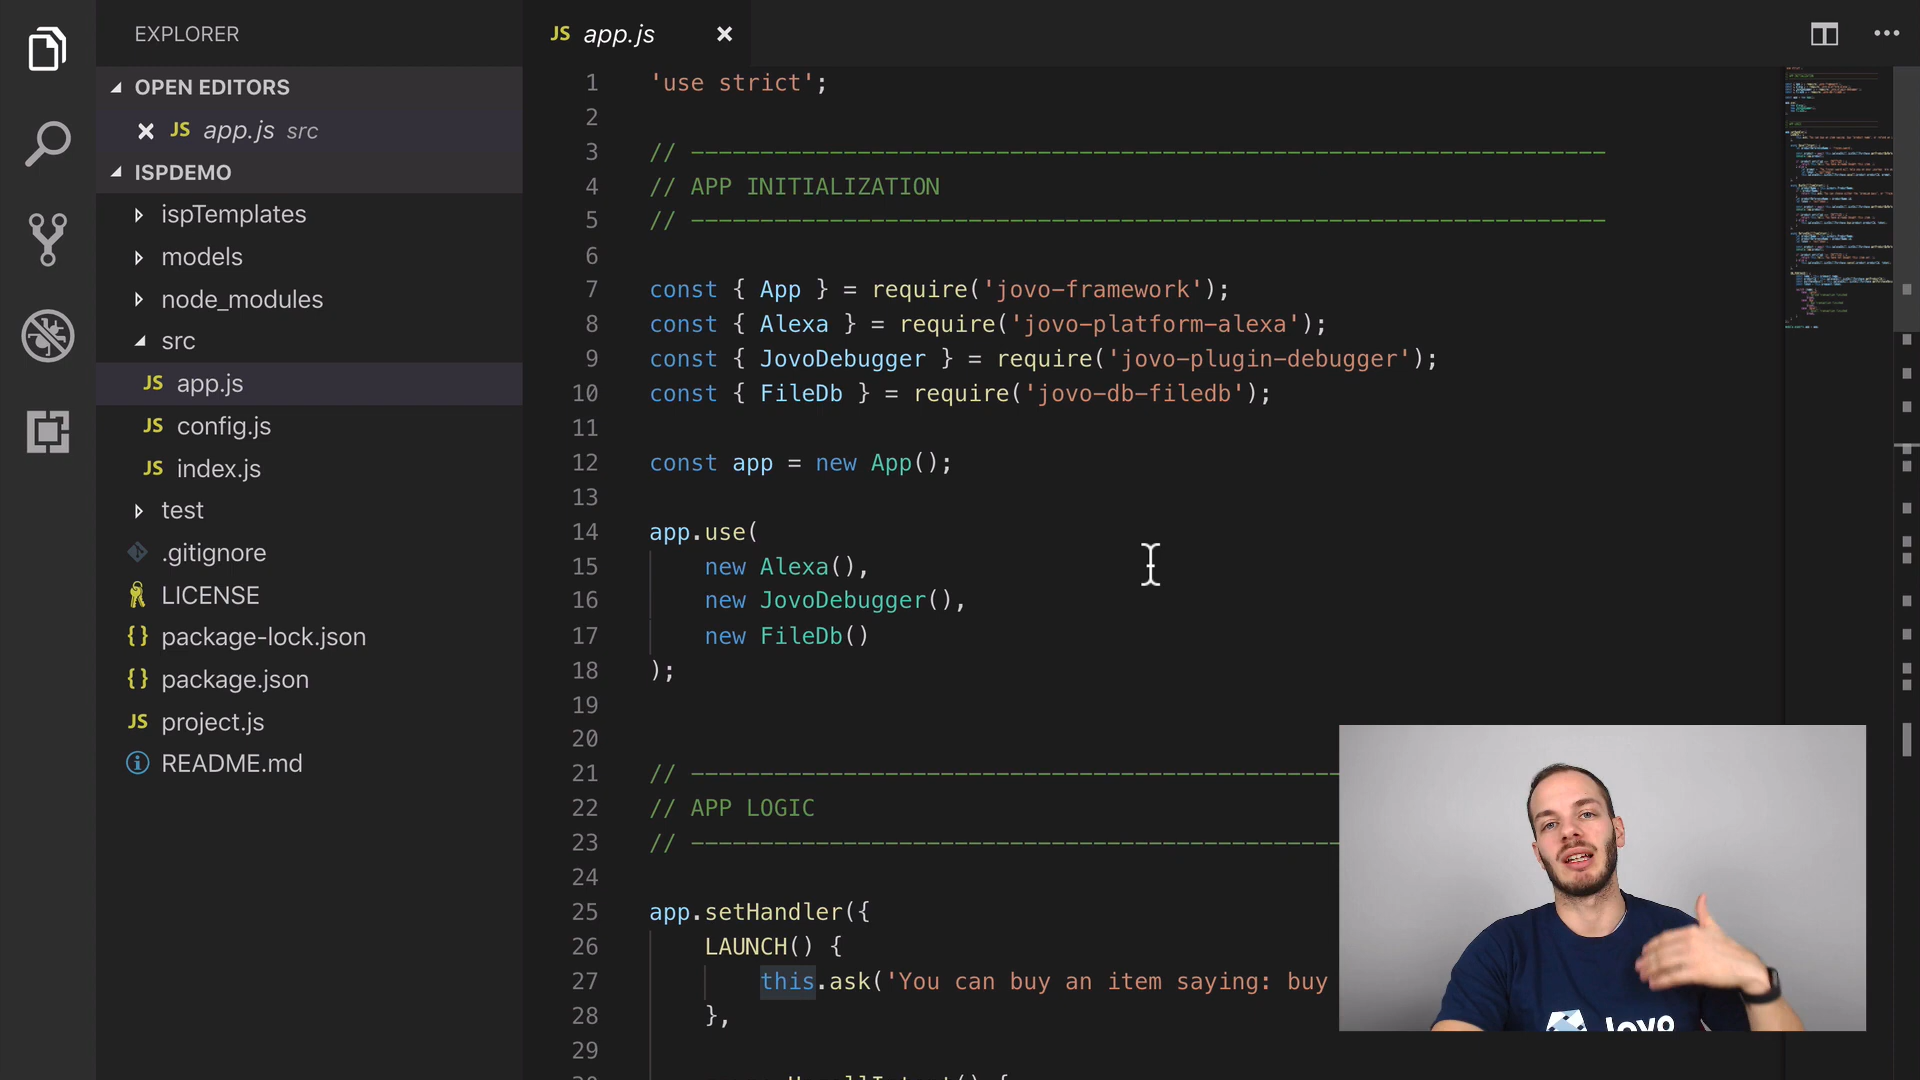 EXPLORER
OPEN EDITORS
JS app.js src
ISPDEMO
ispTemplates
models
node_modules
src
JS app.js
JS config.js
JS index.js
test
.gitignore
LICENSE
{} package-lock.json
{} package.json
JS project.js
README.md
JS app.js
1 'use strict';
2
3 // ------------------------------------------------------------------
4 // APP INITIALIZATION
5 // ------------------------------------------------------------------
6
7 const { App } = require('jovo-framework');
8 const { Alexa } = require('jovo-platform-alexa');
9 const { JovoDebugger } = require('jovo-plugin-debugger');
10 const { FileDb } = require('jovo-db-filedb');
11
12 const app = new App();
13
14 app.use(
15 new Alexa(),
16 new JovoDebugger(),
17 new FileDb()
18 );
19
20
21 // -----------------------------------------------
22 // APP LOGIC
23 // -----------------------------------------------
24
25 app.setHandler({
26 LAUNCH() {
27 this.ask('You can buy an item saying: buy
28 },
29
Jovo